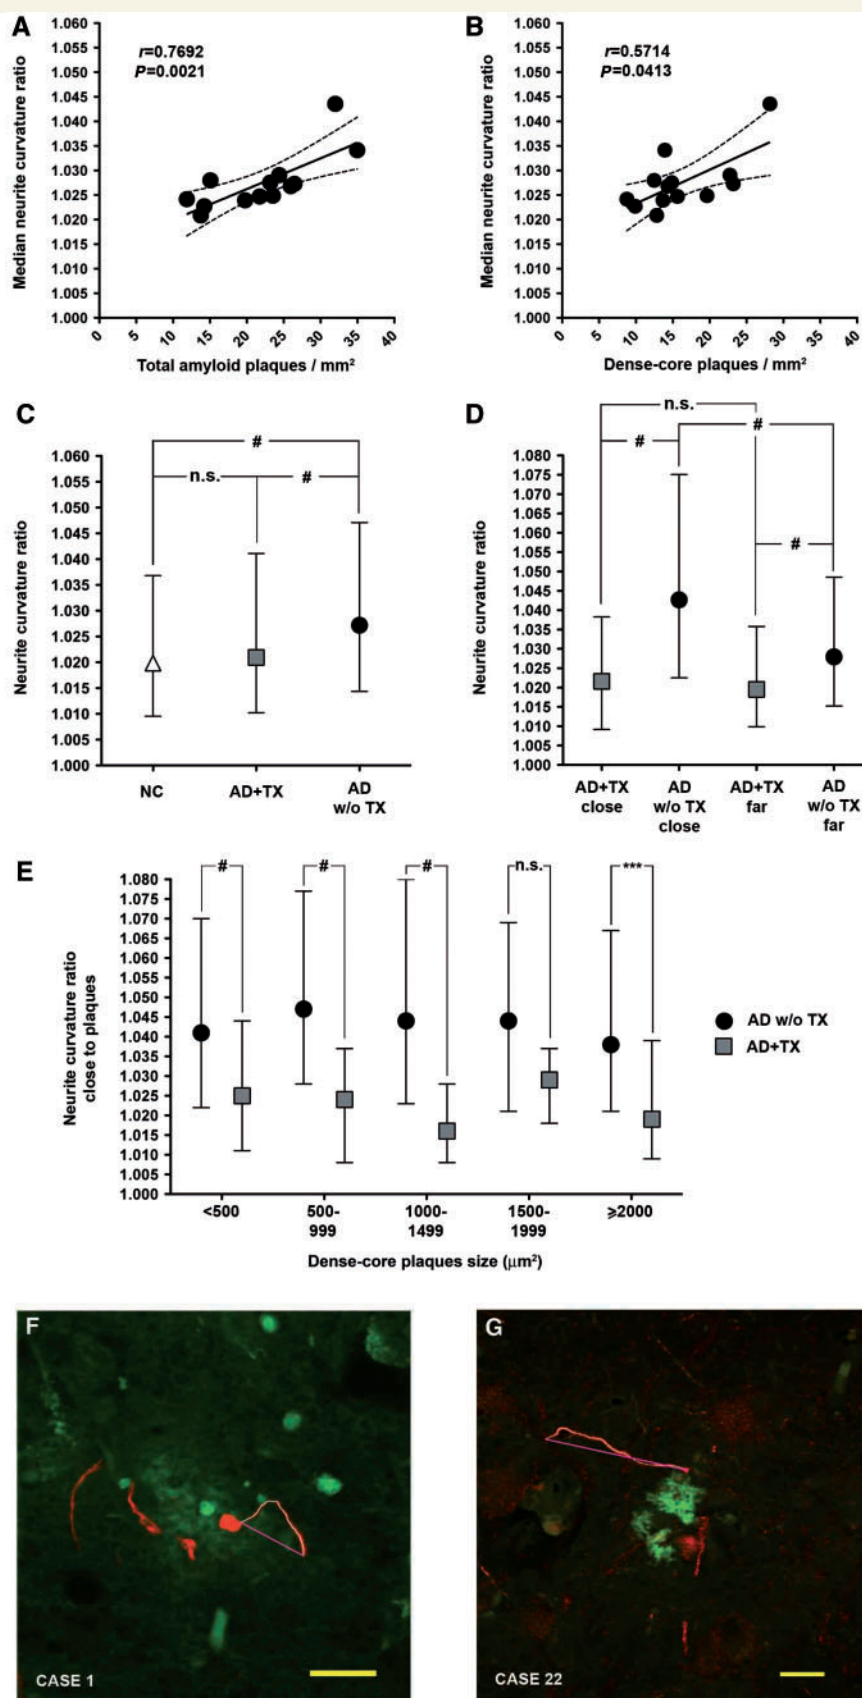 A
r=0.7692
P=0.0021
Median neurite curvature ratio
1.060
1.055
1.050
1.045
1.040
1.035
1.030
1.025
1.020
1.015
1.010
1.005
1.000
0 5 10 15 20 25 30 35 40
Total amyloid plaques / mm²
B
r=0.5714
P=0.0413
Median neurite curvature ratio
1.060
1.055
1.050
1.045
1.040
1.035
1.030
1.025
1.020
1.015
1.010
1.005
1.000
0 5 10 15 20 25 30 35 40
Dense-core plaques / mm²
C
#
n.s. #
Neurite curvature ratio
1.060
1.055
1.050
1.045
1.040
1.035
1.030
1.025
1.020
1.015
1.010
1.005
1.000
NC AD+TX AD
w/o TX
D
n.s.
#
#
#
Neurite curvature ratio
1.080
1.075
1.070
1.065
1.060
1.055
1.050
1.045
1.040
1.035
1.030
1.025
1.020
1.015
1.010
1.005
1.000
AD+TX AD AD+TX AD
close w/o TX far w/o TX
close far
E
# # # n.s. ***
Neurite curvature ratio
close to plaques
1.080
1.075
1.070
1.065
1.060
1.055
1.050
1.045
1.040
1.035
1.030
1.025
1.020
1.015
1.010
1.005
1.000
<500 500- 1000- 1500- ⩾2000
999 1499 1999
Dense-core plaques size (μm²)
AD w/o TX
AD+TX
F
CASE 1
G
CASE 22